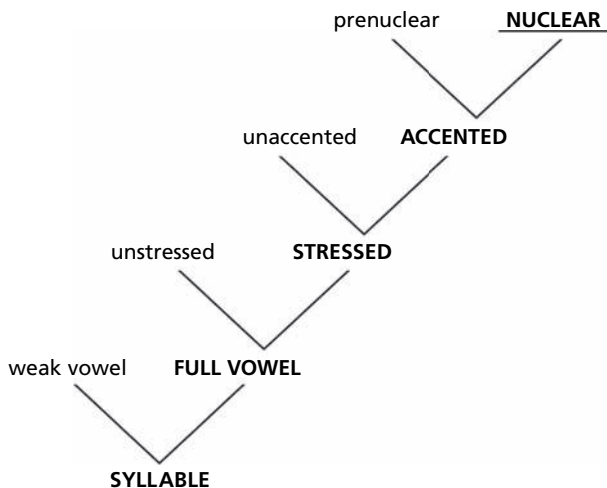 prenuclear NUCLEAR
unaccented ACCENTED
unstressed STRESSED
weak vowel FULL VOWEL
SYLLABLE